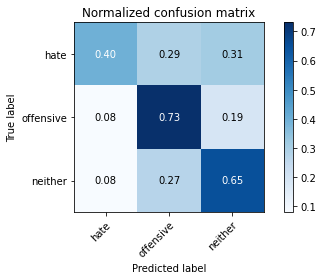 Normalized confusion matrix
True label
hate 0.40 0.29 0.31
offensive 0.08 0.73 0.19
neither 0.08 0.27 0.65
hate offensive neither
Predicted label
0.7
0.6
0.5
0.4
0.3
0.2
0.1